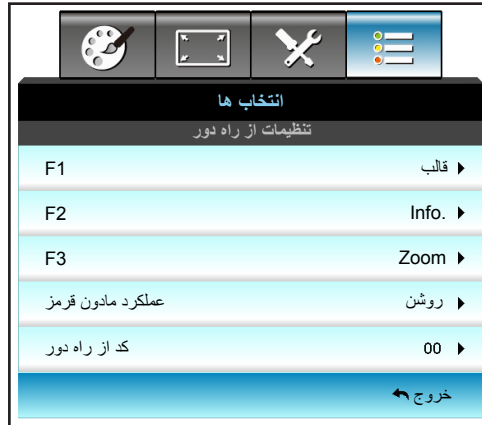 انتخاب ها
تنظیمات از راه دور
F1 قالب
F2 Info.
F3 Zoom
عملکرد مادون قرمز روشن
کد از راه دور 00
خروج